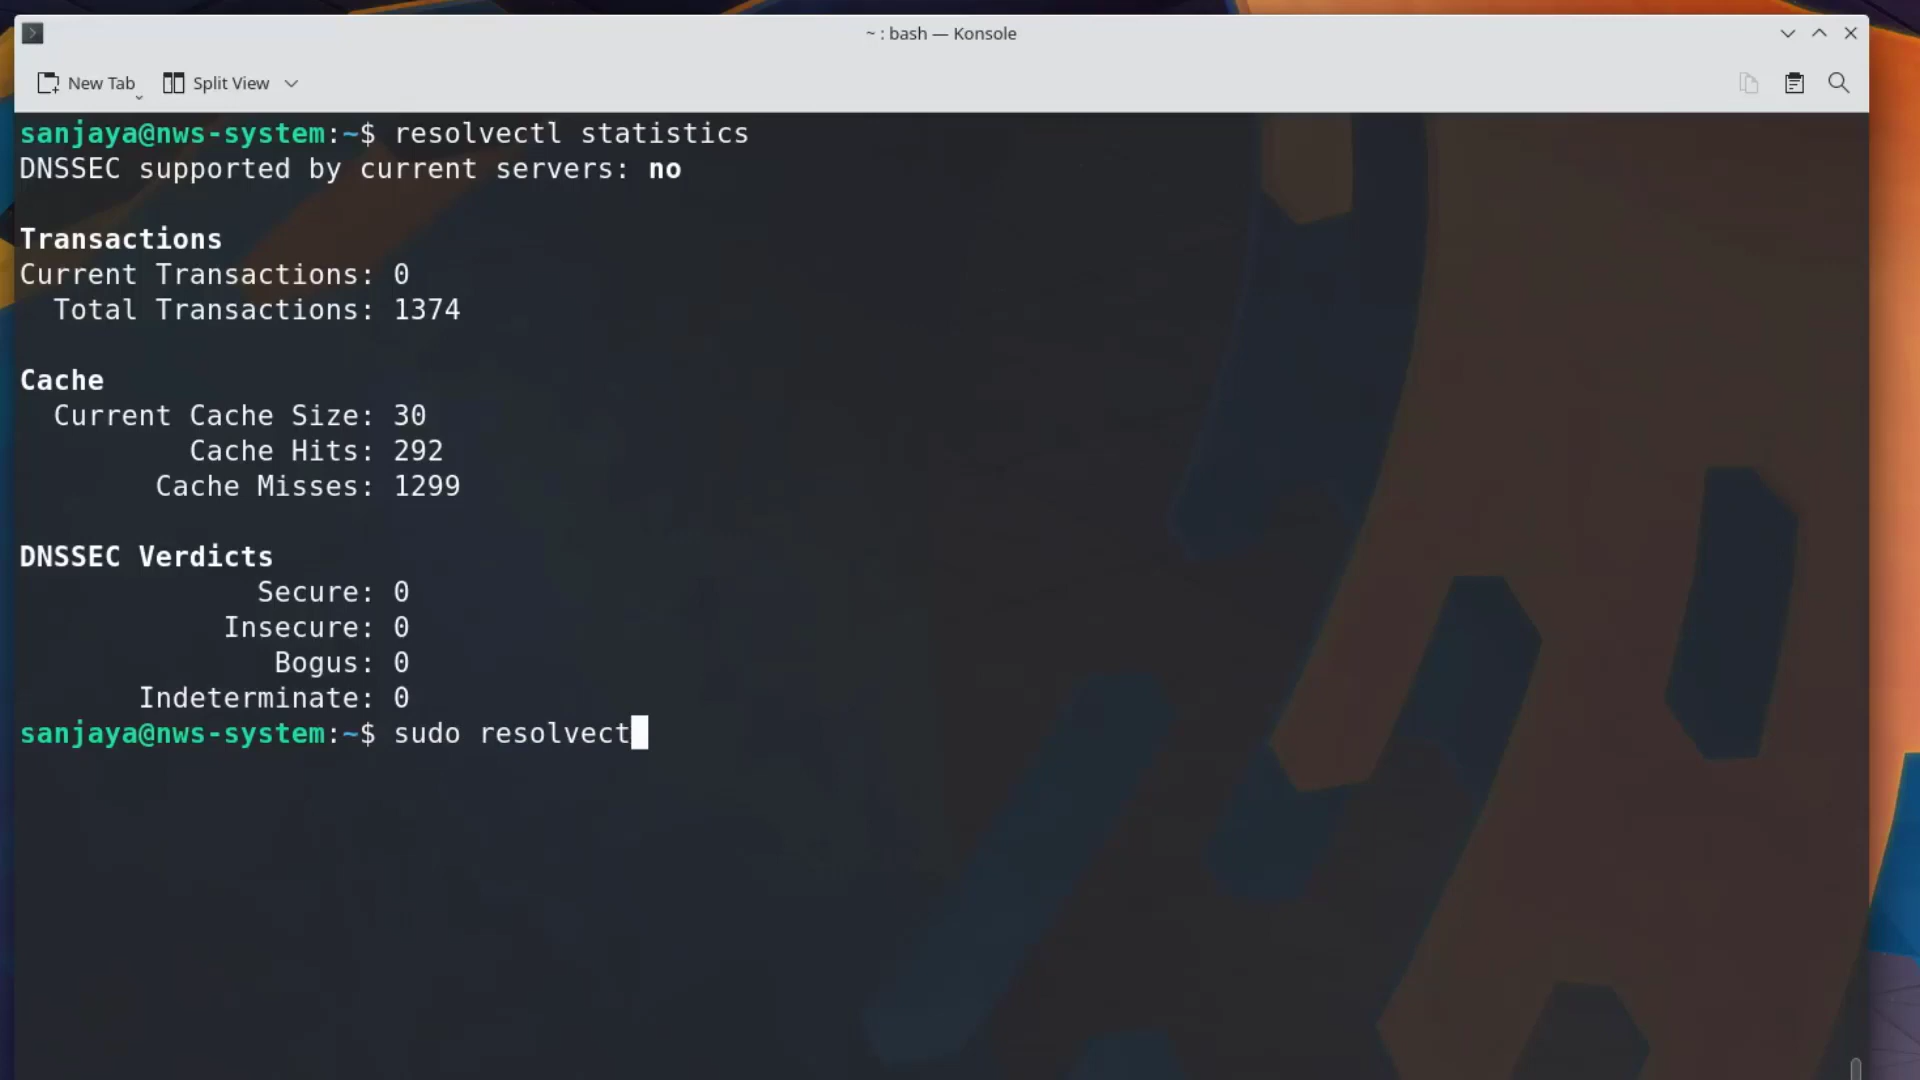 ~ : bash — Konsole
New Tab Split View
sanjaya@nws-system:~$ resolvectl statistics
DNSSEC supported by current servers: no
Transactions
Current Transactions: 0
Total Transactions: 1374
Cache
Current Cache Size: 30
Cache Hits: 292
Cache Misses: 1299
DNSSEC Verdicts
Secure: 0
Insecure: 0
Bogus: 0
Indeterminate: 0
sanjaya@nws-system:~$ sudo resolvect